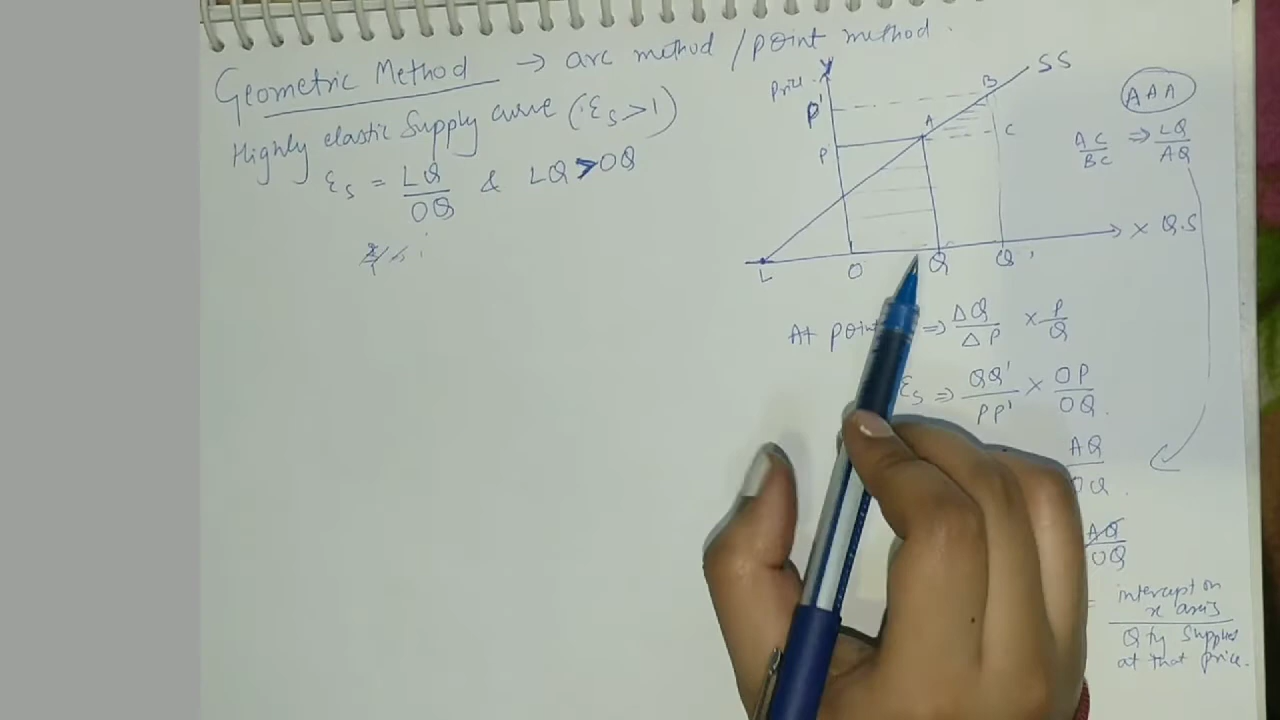 Geometric Method → arc method / point method.
Highly elastic Supply curve (Es > 1)
Es = LQ / OQ & LQ > OQ
Price
Y
P'
P
A
B
C
SS
L
O
Q
Q'
X Q.S
AAA
AC / BC ⇒ LQ / AQ
At point ⇒ ΔQ / ΔP × P / Q
Es ⇒ QQ' / PP' × OP / OQ.
AQ / OQ.
AQ / OQ
= intercept on x axis / Qty Supplied at that price.